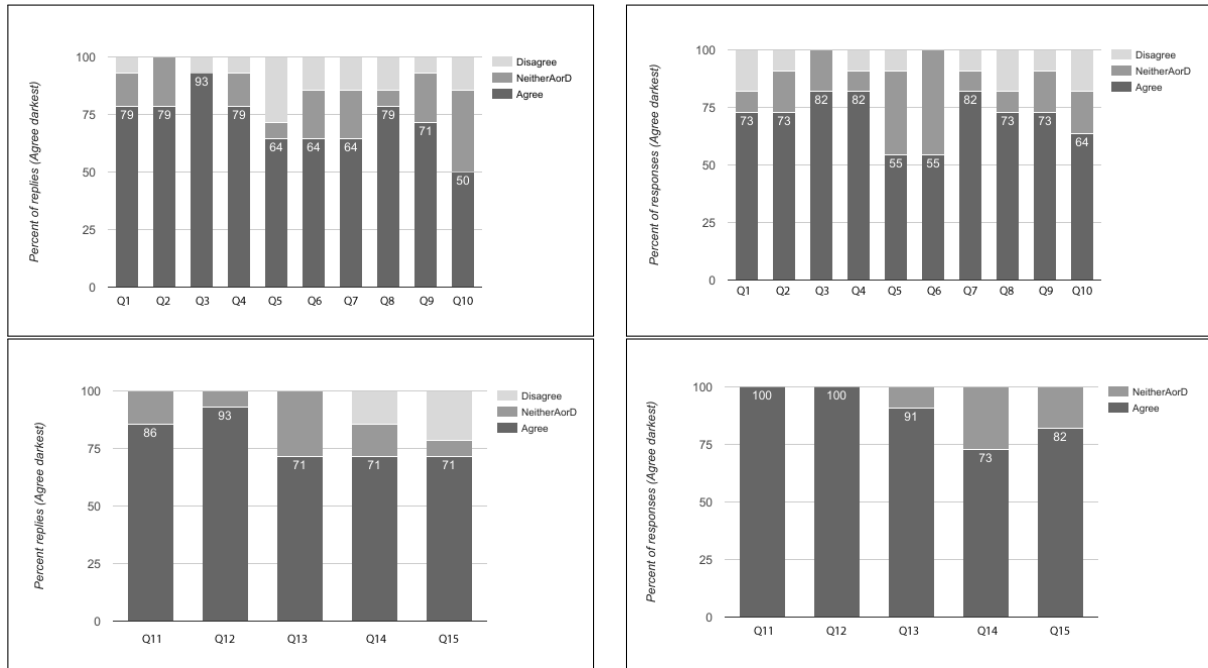 Percent of replies (Agree darkest)
100
75
50
25
0
79
79
93
79
64
64
64
79
71
50
Q1 Q2 Q3 Q4 Q5 Q6 Q7 Q8 Q9 Q10
Disagree
NeitherAorD
Agree
Percent of responses (Agree darkest)
100
75
50
25
0
73
73
82
82
55
55
82
73
73
64
Q1 Q2 Q3 Q4 Q5 Q6 Q7 Q8 Q9 Q10
Disagree
NeitherAorD
Agree
Percent replies (Agree darkest)
100
75
50
25
0
86
93
71
71
71
Q11 Q12 Q13 Q14 Q15
Disagree
NeitherAorD
Agree
Percent of responses (Agree darkest)
100
75
50
25
0
100
100
91
73
82
Q11 Q12 Q13 Q14 Q15
NeitherAorD
Agree